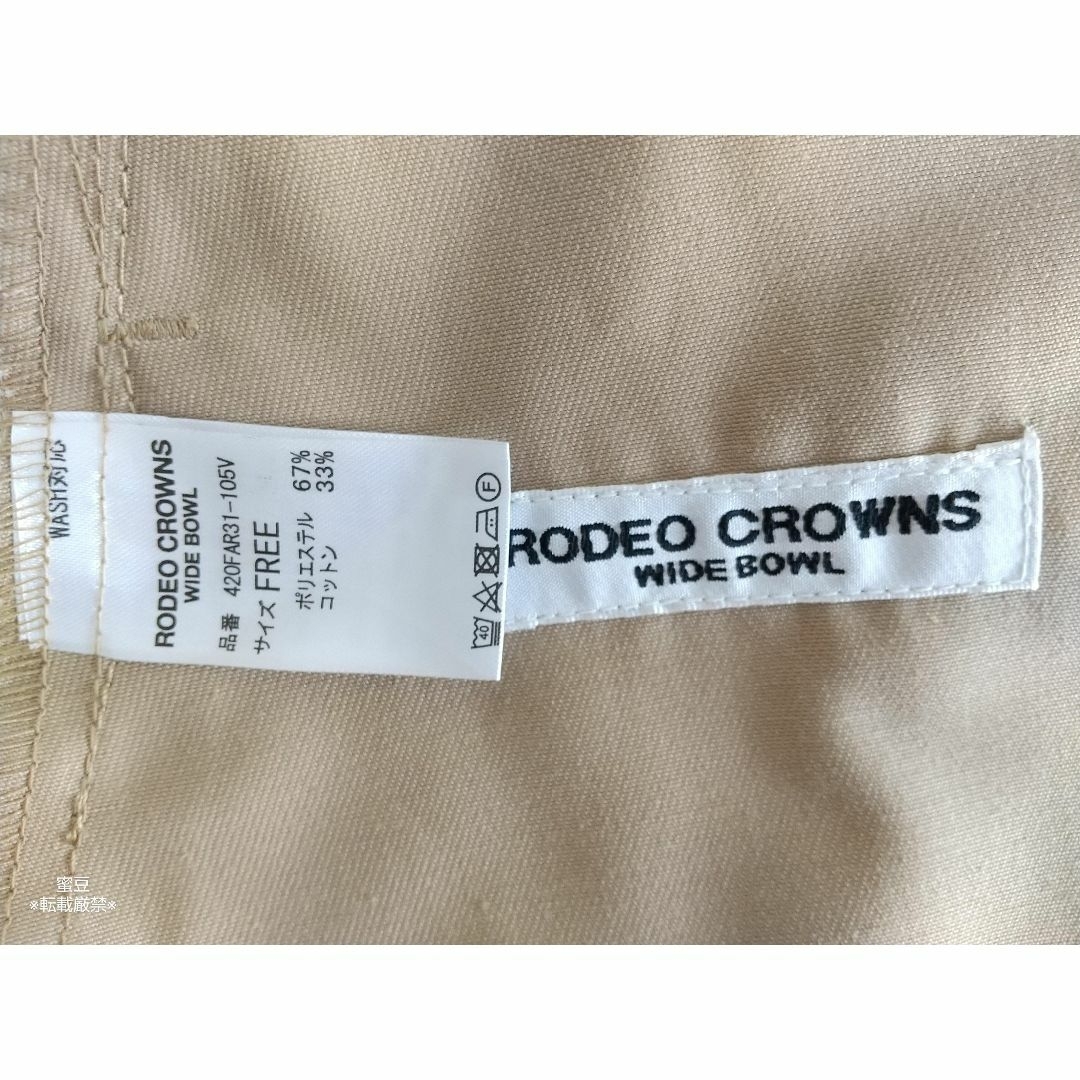 WASH対応
RODEO CROWNS
WIDE BOWL
品番 420FAR31-105V
サイズ FREE
ポリエステル 67%
コットン 33%
40
F
RODEO CROWNS
WIDE BOWL
蜜豆
※転載厳禁※